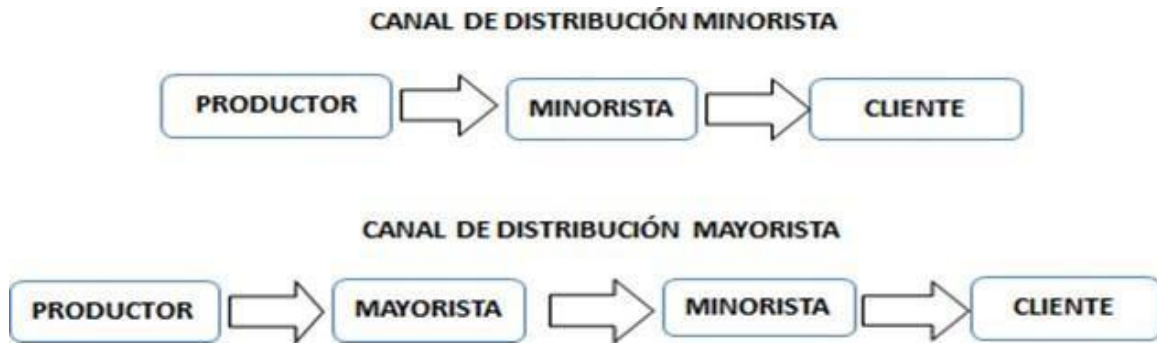 CANAL DE DISTRIBUCIÓN MINORISTA
PRODUCTOR MINORISTA CLIENTE
CANAL DE DISTRIBUCIÓN MAYORISTA
PRODUCTOR MAYORISTA MINORISTA CLIENTE